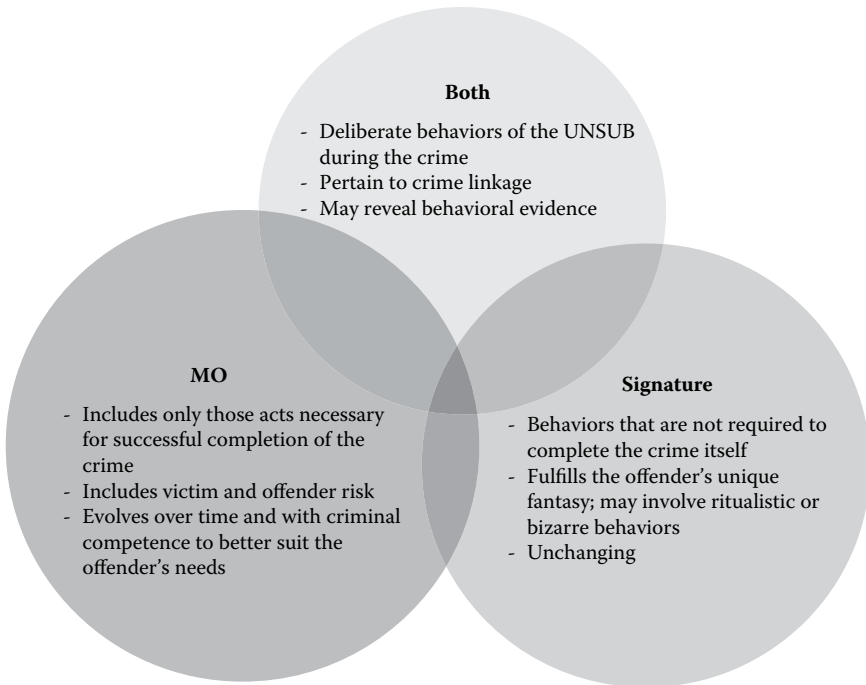 Both
- Deliberate behaviors of the UNSUB
during the crime
- Pertain to crime linkage
- May reveal behavioral evidence
MO
- Includes only those acts necessary
for successful completion of the
crime
- Includes victim and offender risk
- Evolves over time and with criminal
competence to better suit the
offender’s needs
Signature
- Behaviors that are not required to
complete the crime itself
- Fulfills the offender’s unique
fantasy; may involve ritualistic or
bizarre behaviors
- Unchanging